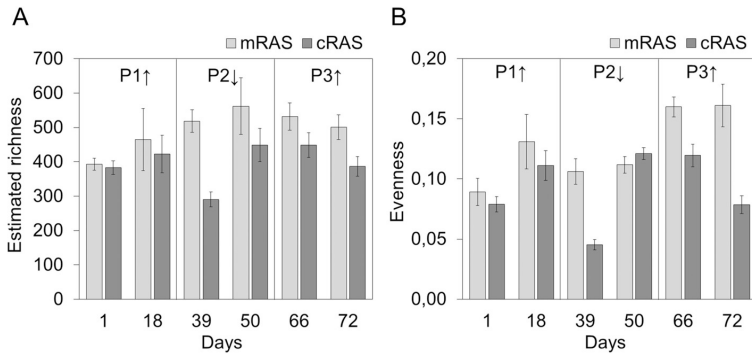 A
mRAS cRAS
700
600
500
400
300
200
100
0
Estimated richness
P1↑ P2↓ P3↑
1 18 39 50 66 72
Days
B
mRAS cRAS
0,20
0,15
0,10
0,05
0,00
Evenness
P1↑ P2↓ P3↑
1 18 39 50 66 72
Days